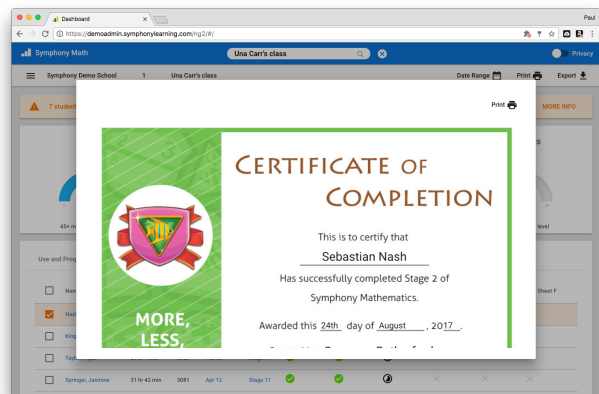 Dashboard
Paul
https://demoadmin.symphonylearning.com/ng2/#/
Symphony Math
Una Carr's class
Privacy
Symphony Demo School 1 Una Carr's class
Date Range Print Export
7 student
MORE INFO
Print
CERTIFICATE OF
COMPLETION
This is to certify that
Sebastian Nash
Has successfully completed Stage 2 of
Symphony Mathematics.
Awarded this 24th day of August , 2017 .
MORE,
LESS,
45+ m
level
Use and Prog
Nam
Sheet F
Nas
King
Tayl
Stage 11
Springer, Jasmine 31 hr 42 min 3081 Apr 12 Stage 11